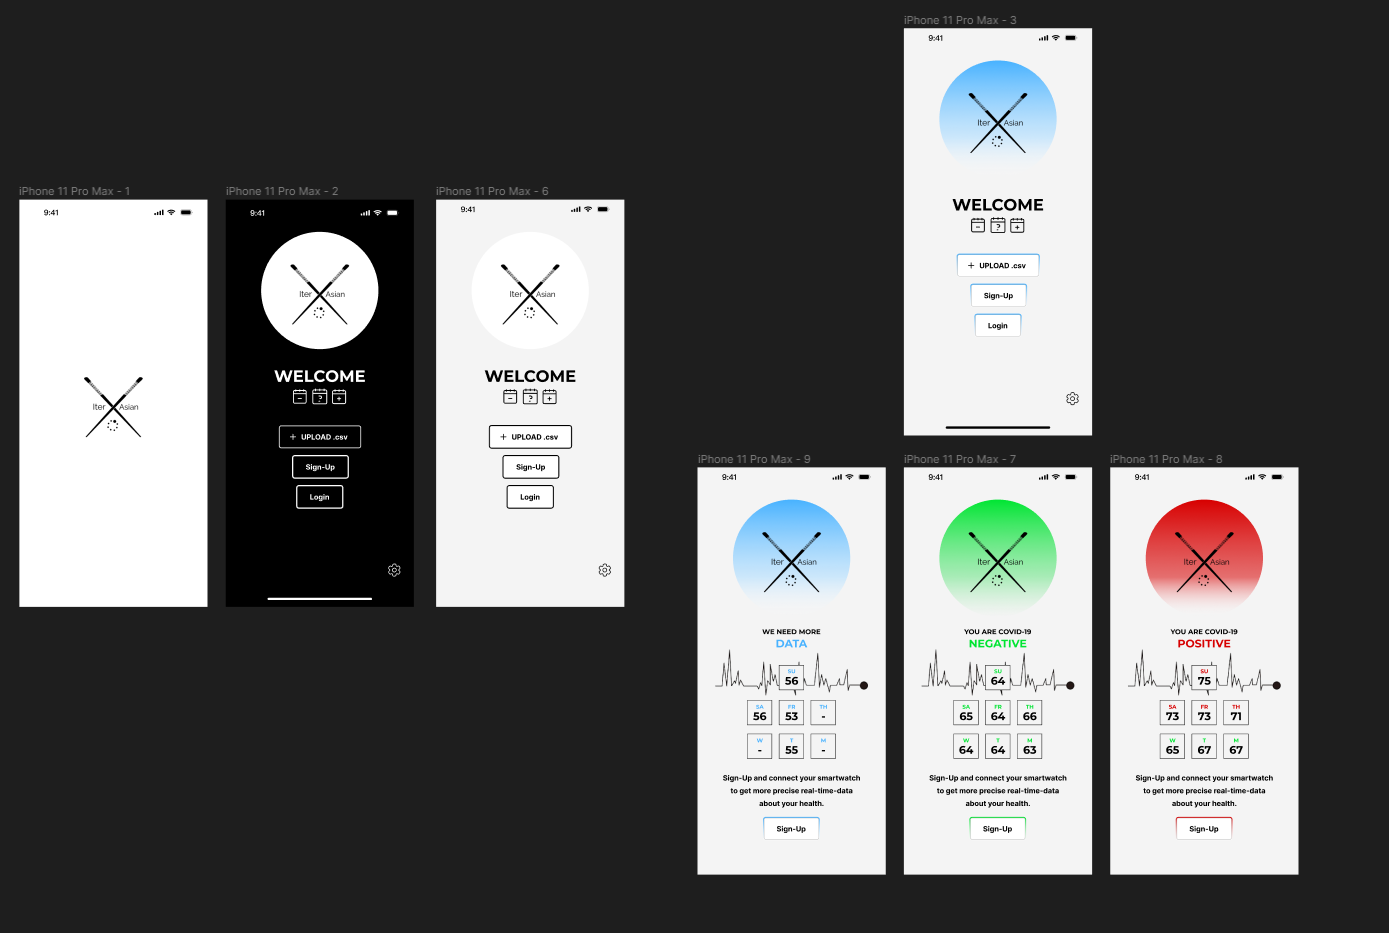 iPhone 11 Pro Max - 1
9:41
Iter Asian
iPhone 11 Pro Max - 2
9:41
Iter Asian
WELCOME
- ? +
+ UPLOAD .csv
Sign-Up
Login
iPhone 11 Pro Max - 6
9:41
Iter Asian
WELCOME
- ? +
+ UPLOAD .csv
Sign-Up
Login
iPhone 11 Pro Max - 3
9:41
Iter Asian
WELCOME
- ? +
+ UPLOAD .csv
Sign-Up
Login
iPhone 11 Pro Max - 9
9:41
Iter Asian
WE NEED MORE
DATA
SU
56
SA FR TH
56 53 -
W T M
- 55 -
Sign-Up and connect your smartwatch
to get more precise real-time-data
about your health.
Sign-Up
iPhone 11 Pro Max - 7
9:41
Iter Asian
YOU ARE COVID-19
NEGATIVE
SU
64
SA FR TH
65 64 66
W T M
64 64 63
Sign-Up and connect your smartwatch
to get more precise real-time-data
about your health.
Sign-Up
iPhone 11 Pro Max - 8
9:41
Iter Asian
YOU ARE COVID-19
POSITIVE
SU
75
SA FR TH
73 73 71
W T M
65 67 67
Sign-Up and connect your smartwatch
to get more precise real-time-data
about your health.
Sign-Up